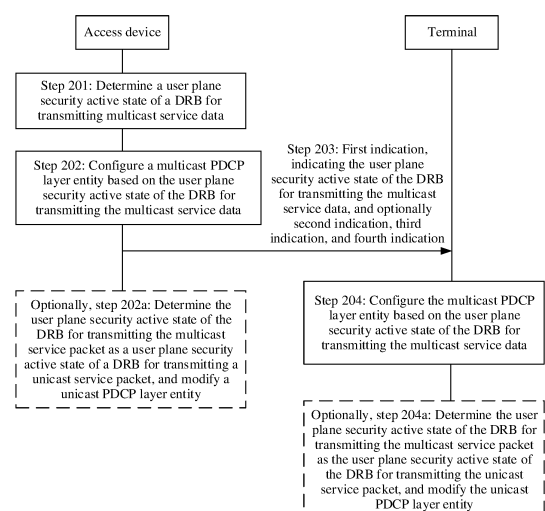 Access device
Terminal
Step 201: Determine a user plane
security active state of a DRB for
transmitting multicast service data
Step 202: Configure a multicast PDCP
layer entity based on the user plane
security active state of the DRB for
transmitting the multicast service data
Step 203: First indication,
indicating the user plane
security active state of the DRB
for transmitting the multicast
service data, and optionally
second indication, third
indication, and fourth indication
Optionally, step 202a: Determine the
user plane security active state of the
DRB for transmitting the multicast
service packet as a user plane security
active state of a DRB for transmitting a
unicast service packet, and modify a
unicast PDCP layer entity
Step 204: Configure the multicast PDCP
layer entity based on the user plane
security active state of the DRB for
transmitting the multicast service data
Optionally, step 204a: Determine the user
plane security active state of the DRB for
transmitting the multicast service packet
as the user plane security active state of
the DRB for transmitting the unicast
service packet, and modify the unicast
PDCP layer entity